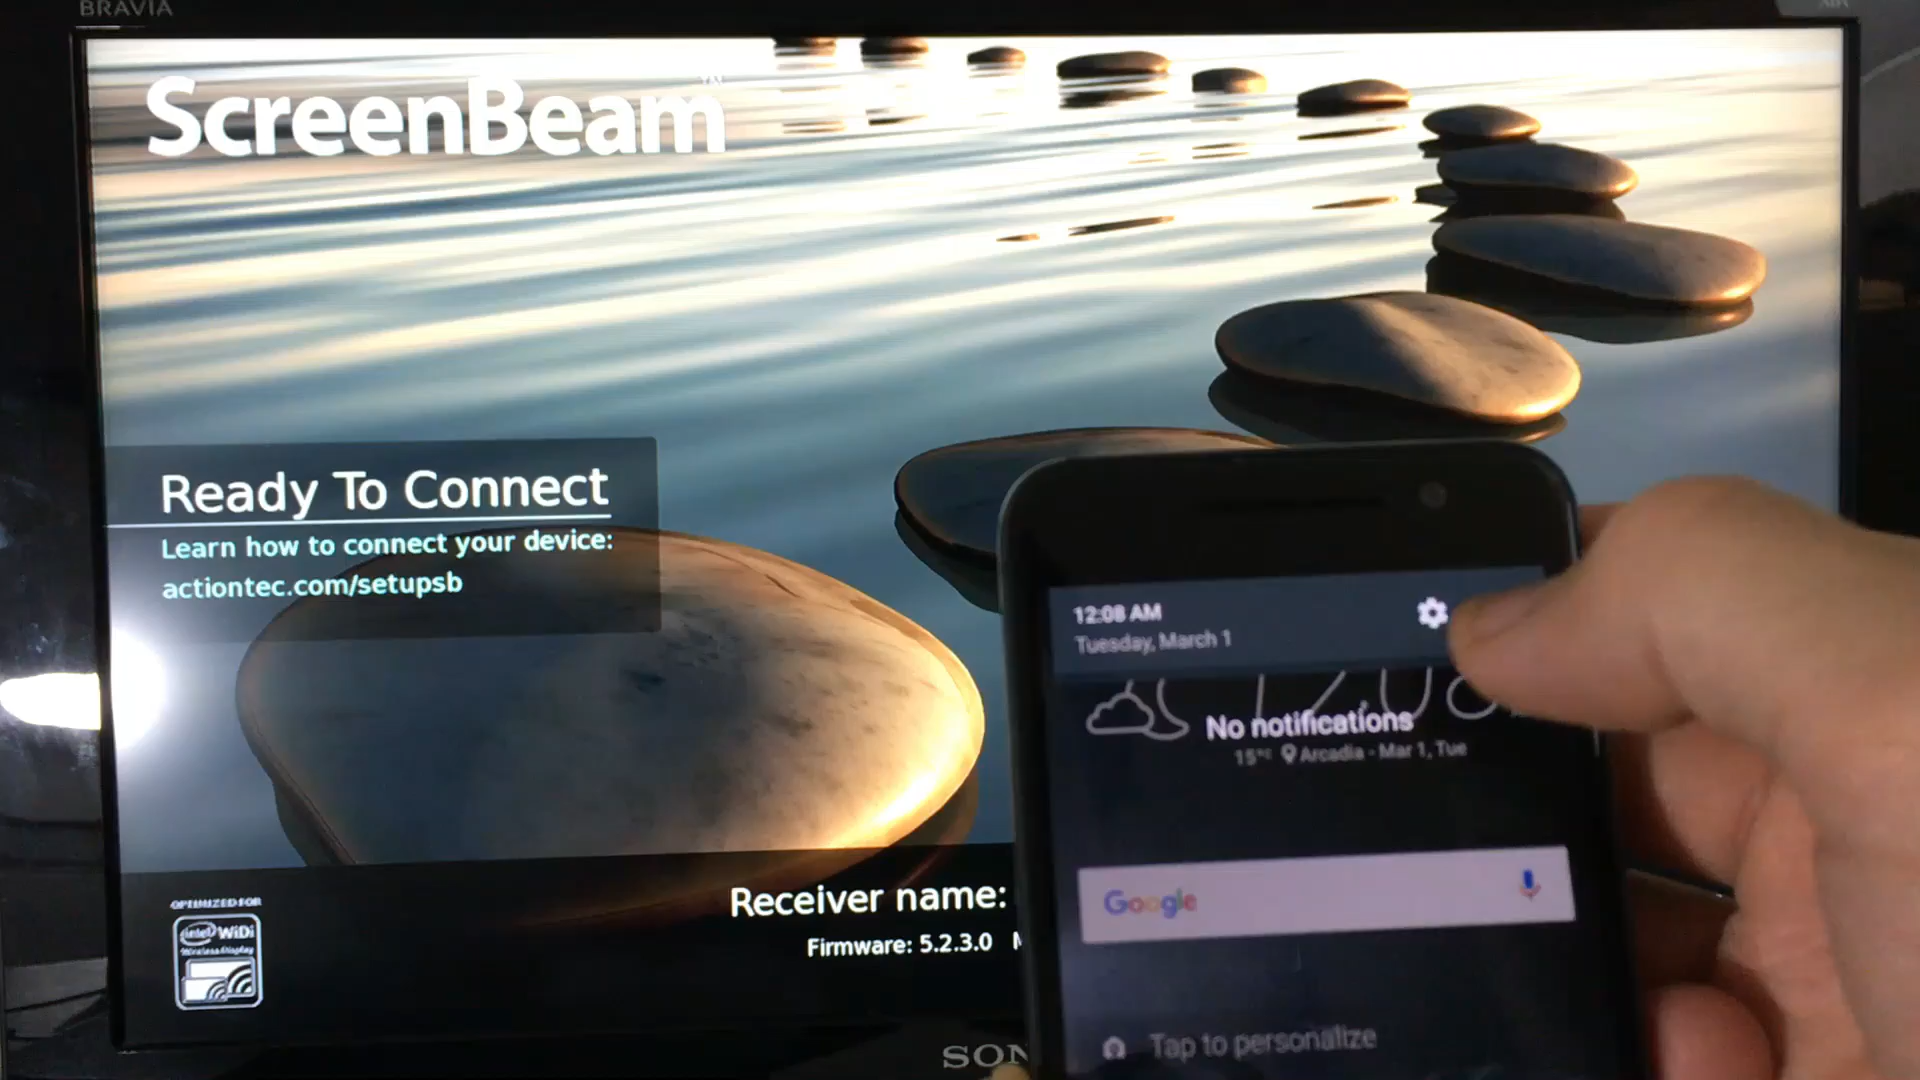 BRAVIA
ScreenBeam™
Ready To Connect
Learn how to connect your device:
actiontec.com/setupsb
OPTIMIZED FOR
intel WiDi
Wireless Display
Receiver name:
Firmware: 5.2.3.0
SON
12:08 AM
Tuesday, March 1
No notifications
15°C Arcadia - Mar 1, Tue
Google
Tap to personalize